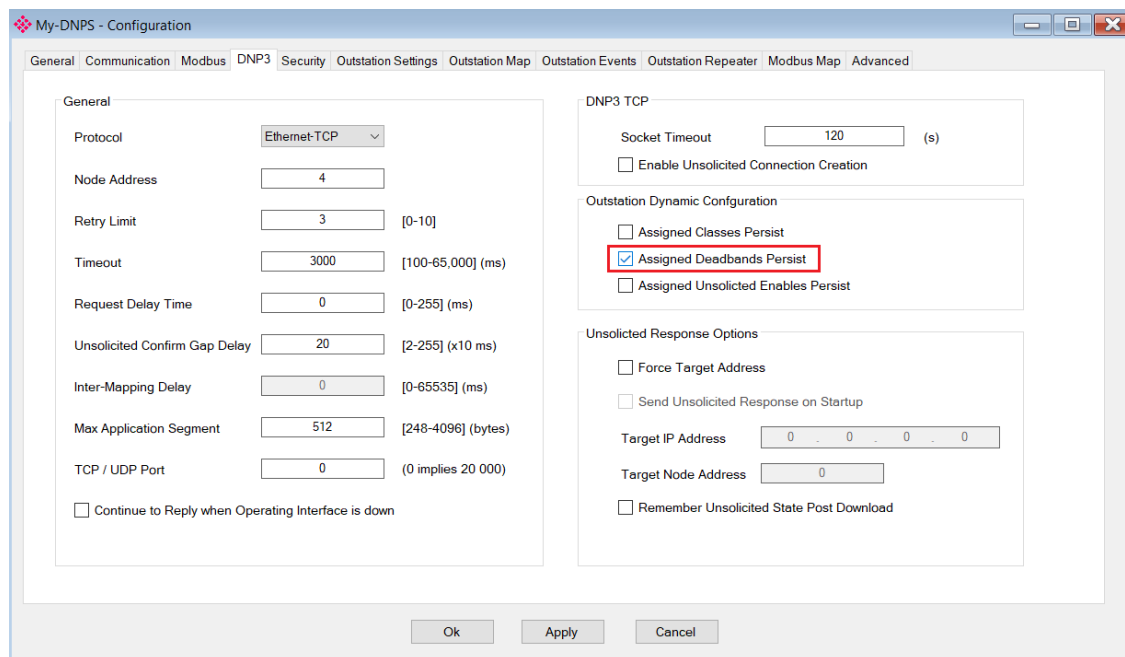 My-DNPS - Configuration
General Communication Modbus DNP3 Security Outstation Settings Outstation Map Outstation Events Outstation Repeater Modbus Map Advanced
General
Protocol Ethernet-TCP
Node Address 4
Retry Limit 3 [0-10]
Timeout 3000 [100-65,000] (ms)
Request Delay Time 0 [0-255] (ms)
Unsolicited Confirm Gap Delay 20 [2-255] (x10 ms)
Inter-Mapping Delay 0 [0-65535] (ms)
Max Application Segment 512 [248-4096] (bytes)
TCP / UDP Port 0 (0 implies 20 000)
Continue to Reply when Operating Interface is down
DNP3 TCP
Socket Timeout 120 (s)
Enable Unsolicited Connection Creation
Outstation Dynamic Confguration
Assigned Classes Persist
Assigned Deadbands Persist
Assigned Unsolicted Enables Persist
Unsolicted Response Options
Force Target Address
Send Unsolicited Response on Startup
Target IP Address 0 . 0 . 0 . 0
Target Node Address 0
Remember Unsolicited State Post Download
Ok Apply Cancel